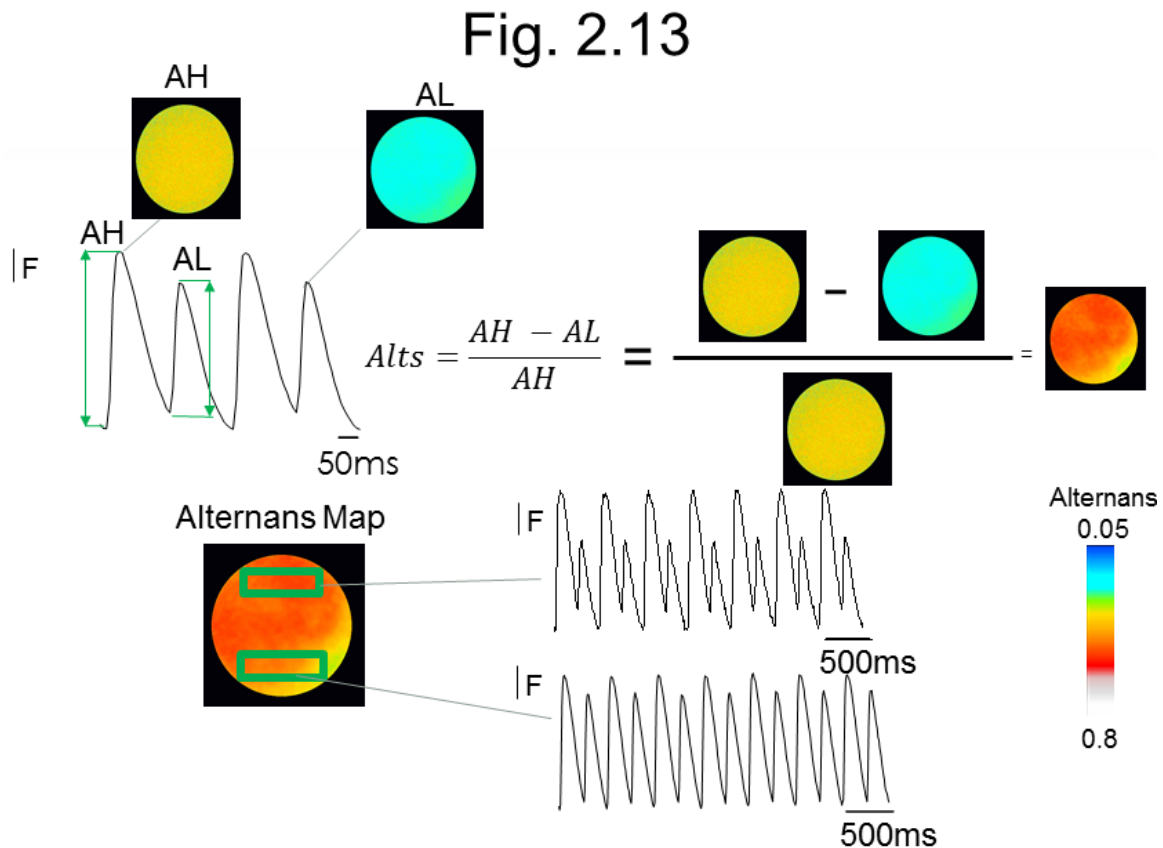 Fig. 2.13
AH
AL
AH
AL
F
Alts = AH − AL / AH = − =
50ms
Alternans Map
F
500ms
F
500ms
Alternans
0.05
0.8